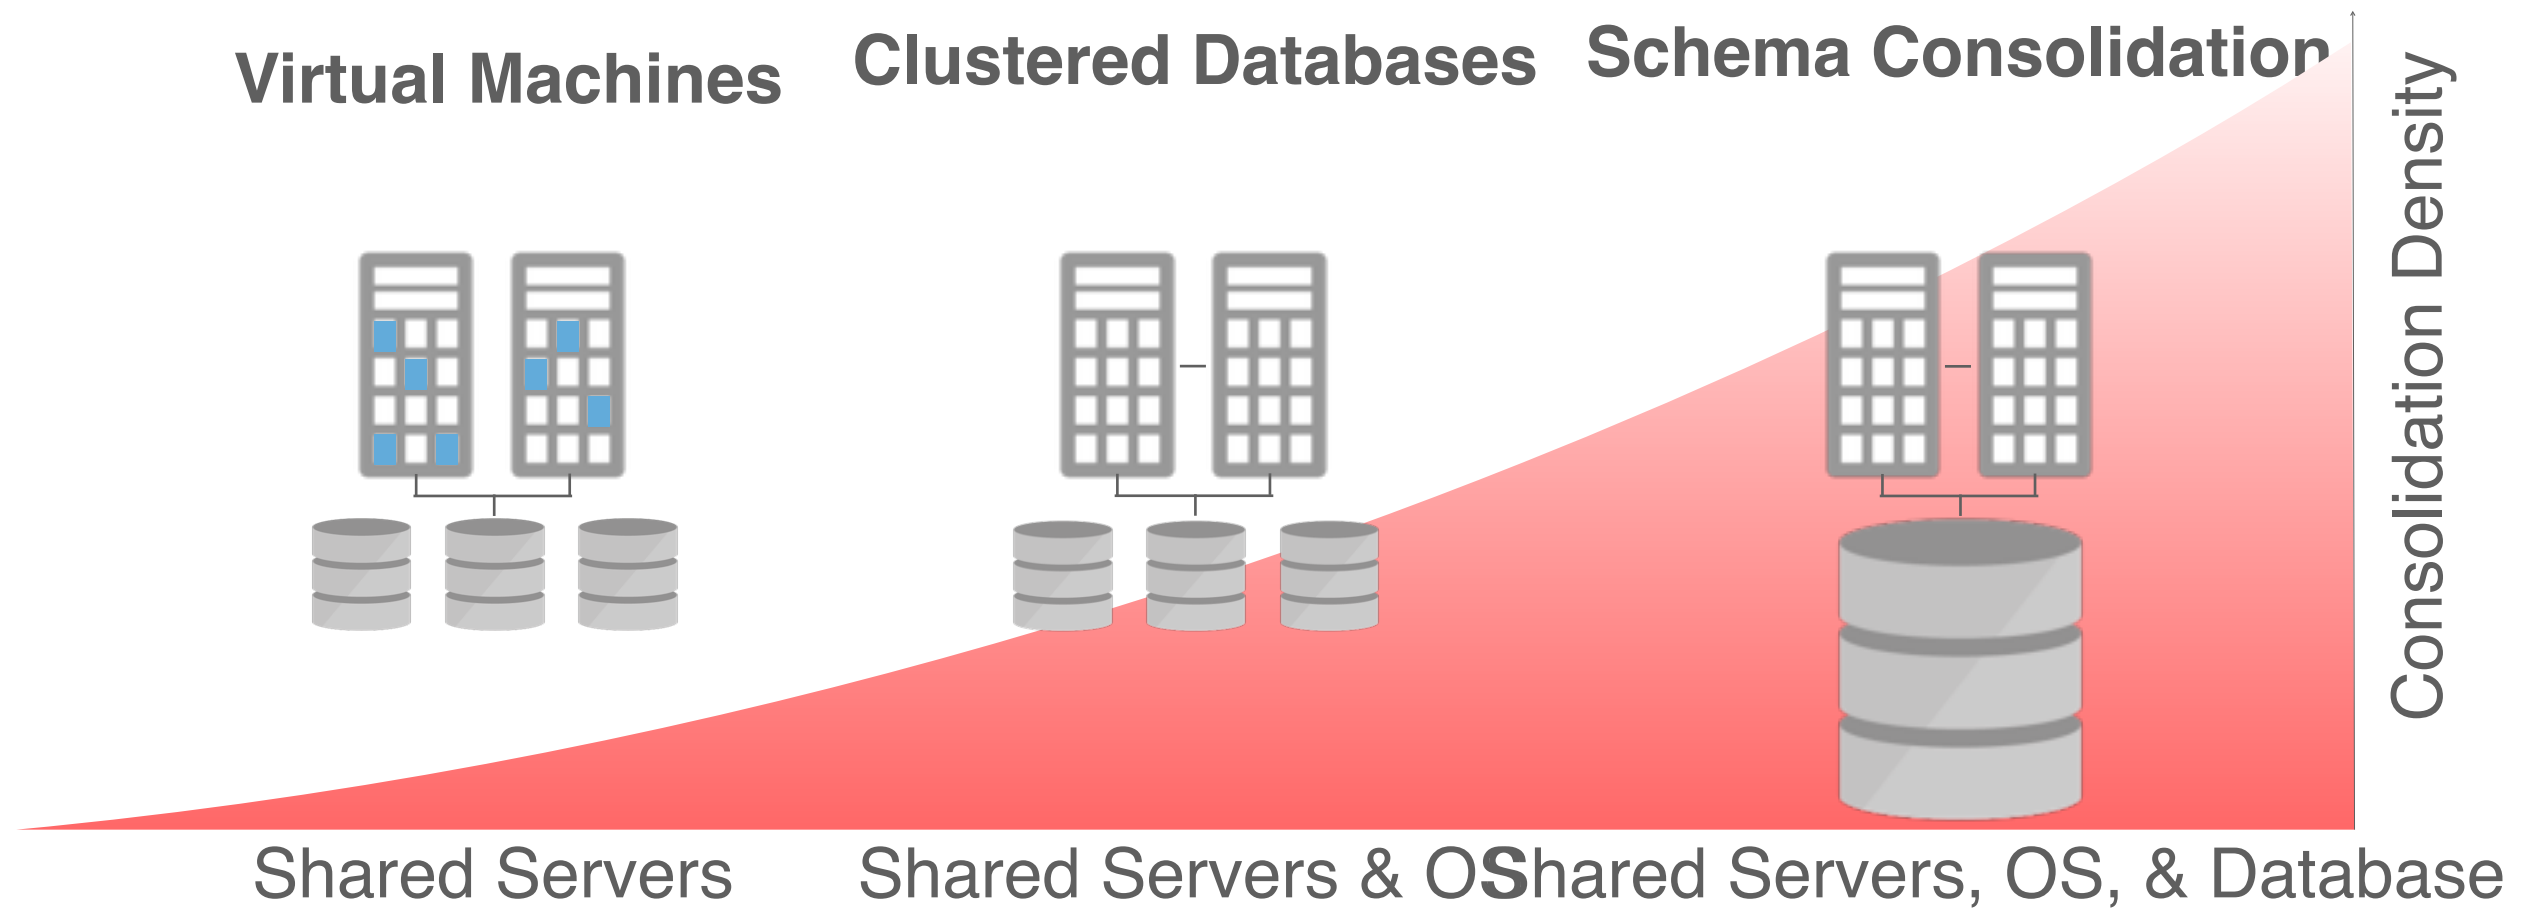 Virtual Machines
Clustered Databases
Schema Consolidation
Consolidation Density
Shared Servers
Shared Servers & OS
Shared Servers, OS, & Database